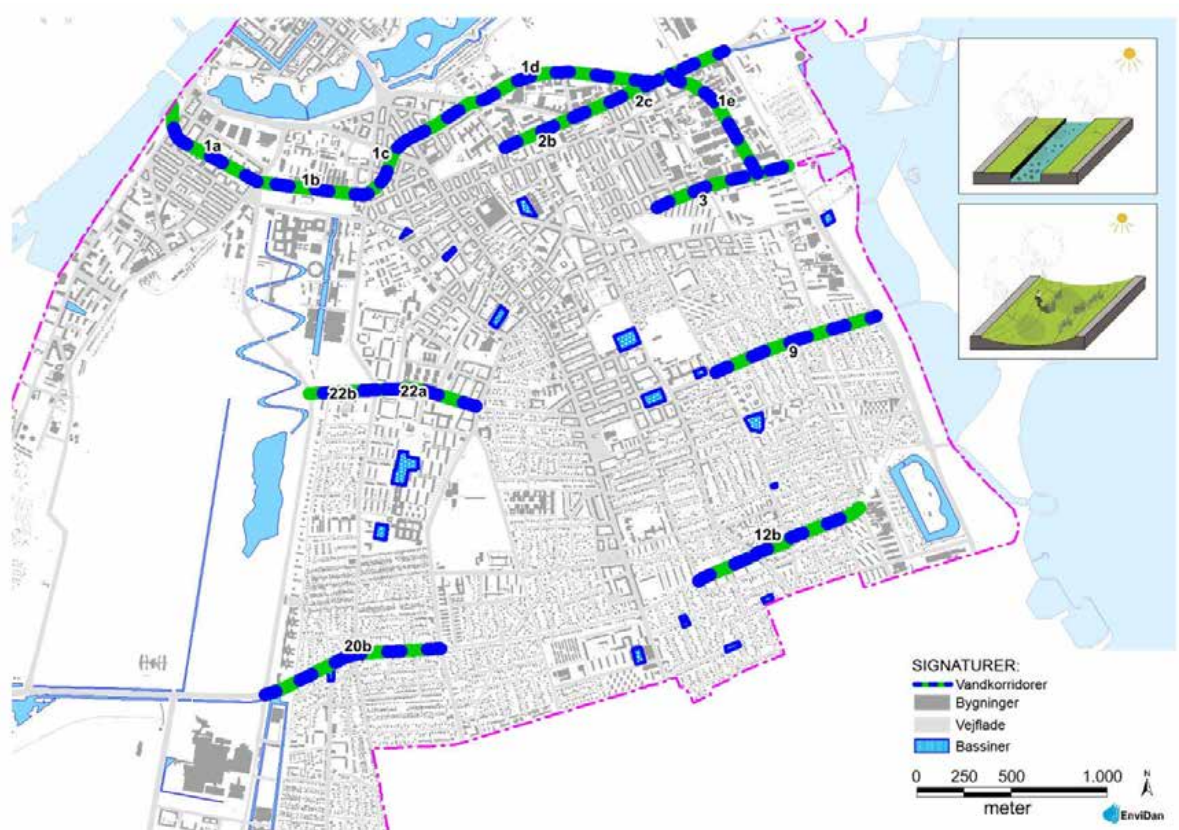 1d
2c
1e
2b
1c
1a
1b
3
9
22b
22a
12b
20b
SIGNATURER:
Vandkorridorer
Bygninger
Vejflade
Bassiner
0 250 500 1.000
meter
N
EnviDan